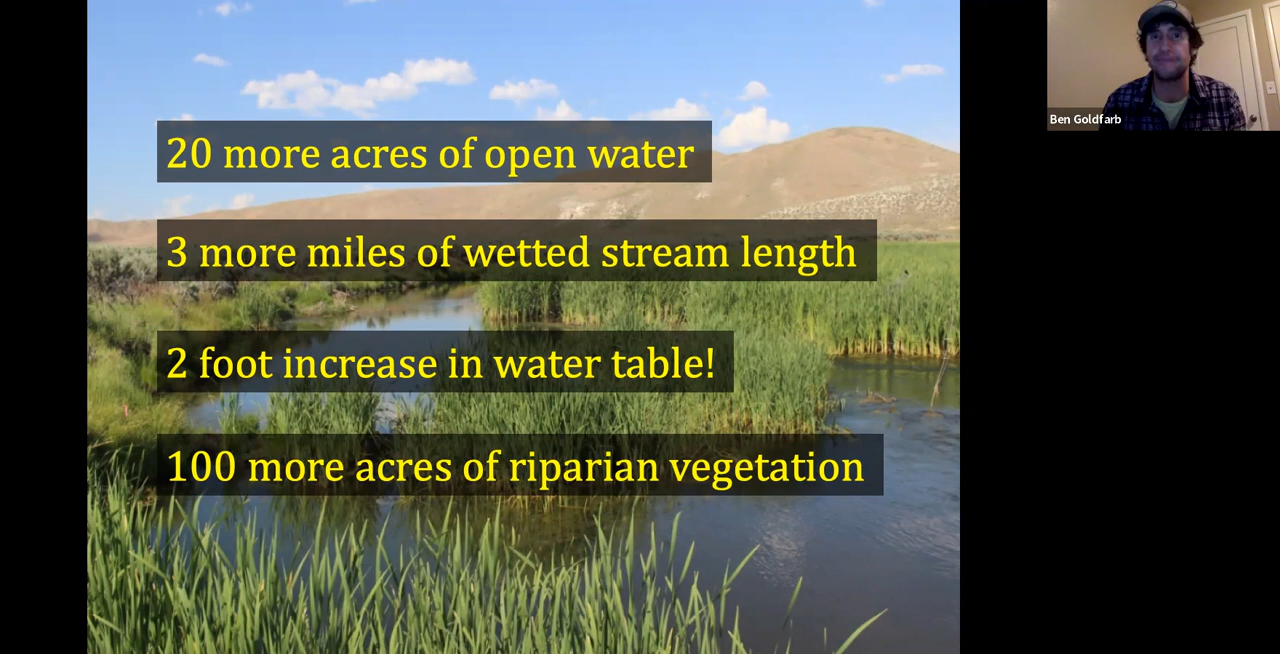 20 more acres of open water
3 more miles of wetted stream length
2 foot increase in water table!
100 more acres of riparian vegetation
Ben Goldfarb